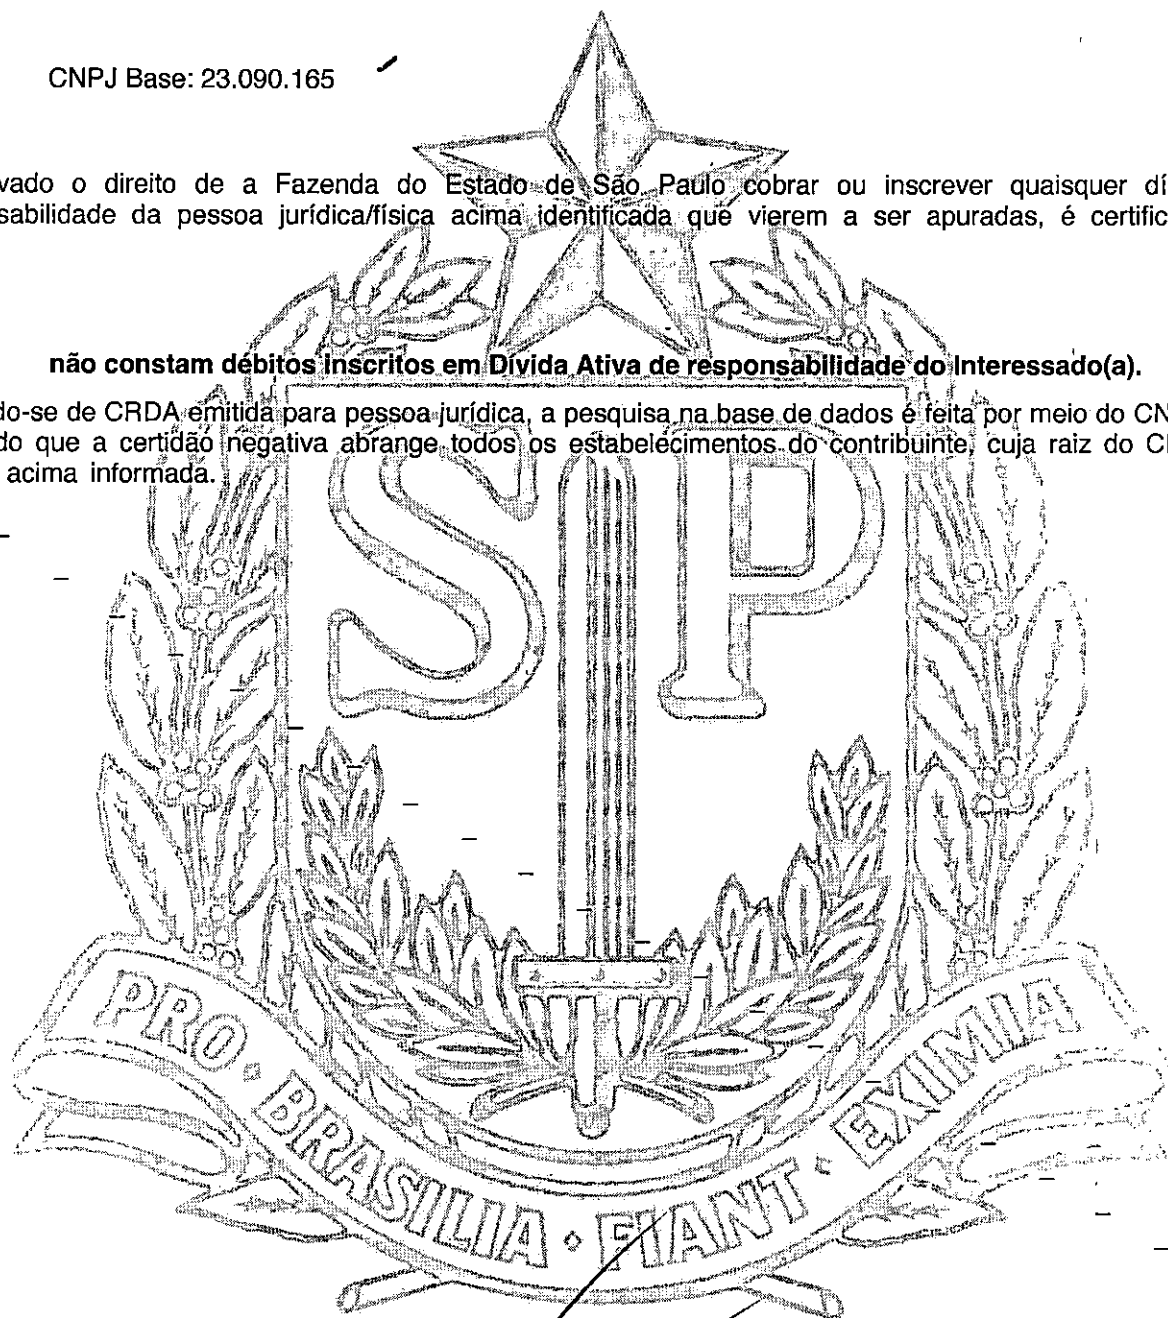 CNPJ Base: 23.090.165
vado o direito de a Fazenda do Estado de São Paulo cobrar ou inscrever quaisquer dí
sabilidade da pessoa jurídica/física acima identificada que vierem a ser apuradas, é certific
não constam débitos inscritos em Dívida Ativa de responsabilidade do Interessado(a).
do-se de CRDA emitida para pessoa jurídica, a pesquisa na base de dados é feita por meio do CN
do que a certidão negativa abrange todos os estabelecimentos do contribuinte, cuja raiz do C
acima informada.
SP
PRO · BRASILIA · FIANT · EXIMIA